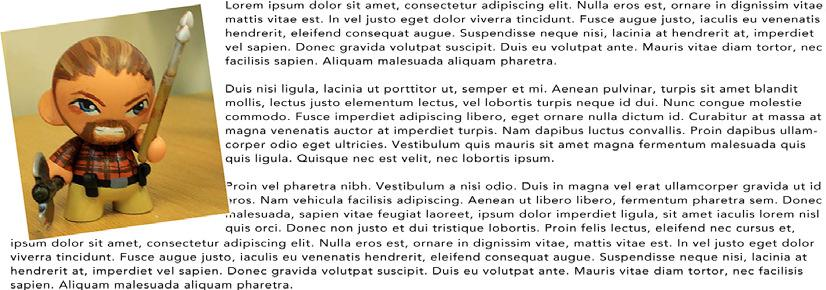 Lorem ipsum dolor sit amet, consectetur adipiscing elit. Nulla eros est, ornare in dignissim vitae
mattis vitae est. In vel justo eget dolor viverra tincidunt. Fusce augue justo, iaculis eu venenatis
hendrerit, eleifend consequat augue. Suspendisse neque nisi, lacinia at hendrerit at, imperdiet
vel sapien. Donec gravida volutpat suscipit. Duis eu volutpat ante. Mauris vitae diam tortor, nec
facilisis sapien. Aliquam malesuada aliquam pharetra.
Duis nisi ligula, lacinia ut porttitor ut, semper et mi. Aenean pulvinar, turpis sit amet blandit
mollis, lectus justo elementum lectus, vel lobortis turpis neque id dui. Nunc congue molestie
commodo. Fusce imperdiet adipiscing libero, eget ornare nulla dictum id. Curabitur at massa at
magna venenatis auctor at imperdiet turpis. Nam dapibus luctus convallis. Proin dapibus ullam-
corper odio eget ultricies. Vestibulum quis mauris sit amet magna fermentum malesuada quis
quis ligula. Quisque nec est velit, nec lobortis ipsum.
Proin vel pharetra nibh. Vestibulum a nisi odio. Duis in magna vel erat ullamcorper gravida ut id
eros. Nam vehicula facilisis adipiscing. Aenean ut libero libero, fermentum pharetra sem. Donec
malesuada, sapien vitae feugiat laoreet, ipsum dolor imperdiet ligula, sit amet iaculis lorem nisl
quis orci. Donec non justo et dui tristique lobortis. Proin felis lectus, eleifend nec cursus et,
ipsum dolor sit amet, consectetur adipiscing elit. Nulla eros est, ornare in dignissim vitae, mattis vitae est. In vel justo eget dolor
viverra tincidunt. Fusce augue justo, iaculis eu venenatis hendrerit, eleifend consequat augue. Suspendisse neque nisi, lacinia at
hendrerit at, imperdiet vel sapien. Donec gravida volutpat suscipit. Duis eu volutpat ante. Mauris vitae diam tortor, nec facilisis
sapien. Aliquam malesuada aliquam pharetra.